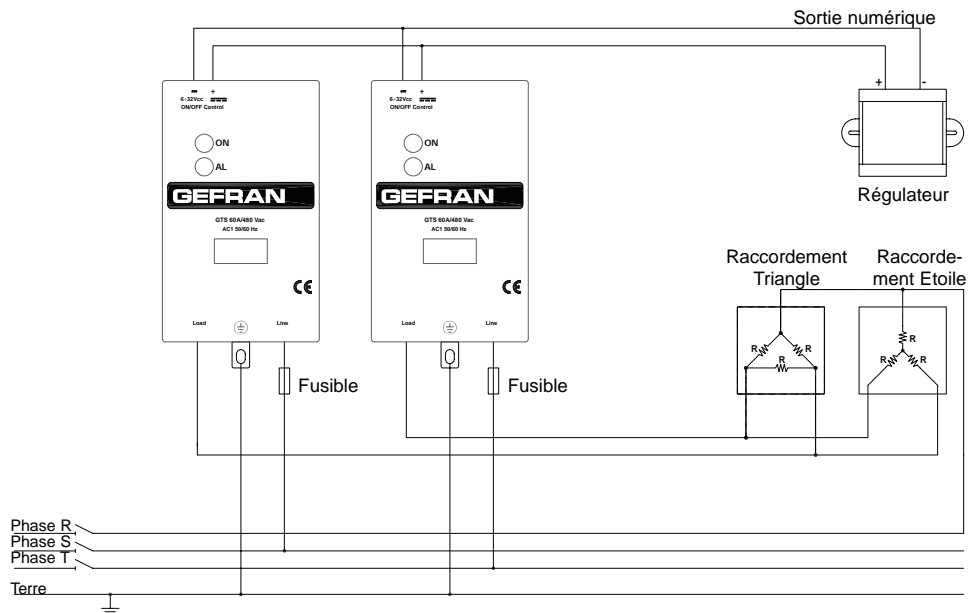 Sortie numérique
+ -
Régulateur
- +
6÷32Vcc
ON/OFF Control
ON
AL
GEFRAN
GTS 60A/480 Vac
AC1 50/60 Hz
CE
Load Line
Fusible
- +
6÷32Vcc
ON/OFF Control
ON
AL
GEFRAN
GTS 60A/480 Vac
AC1 50/60 Hz
CE
Load Line
Fusible
Raccordement
Triangle
R R
R
Raccorde-
ment Etoile
R
R R
Phase R
Phase S
Phase T
Terre